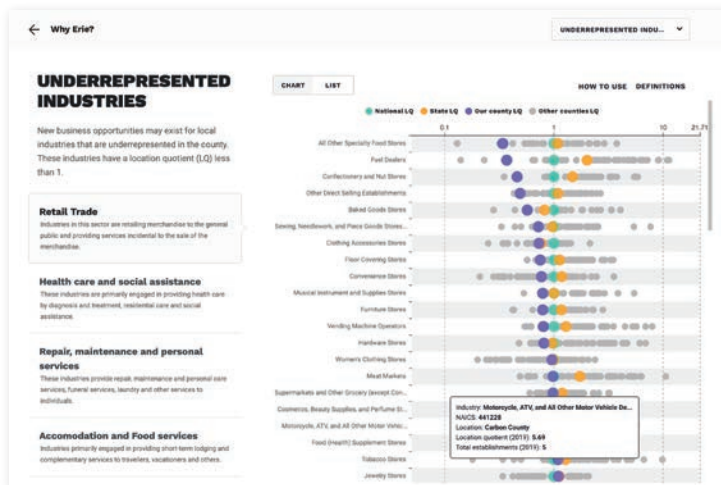 ← Why Erie?
UNDERREPRESENTED INDU...
UNDERREPRESENTED
INDUSTRIES
New business opportunities may exist for local
industries that are underrepresented in the county.
These industries have a location quotient (LQ) less
than 1.
Retail Trade
Industries in this sector are retailing merchandise to the general
public and providing services incidental to the sale of the
merchandise.
Health care and social assistance
These industries are primarily engaged in providing health care
by diagnosis and treatment, residential care and social
assistance.
Repair, maintenance and personal
services
These industries provide repair, maintenance and personal care
services, funeral services, laundry and other services to
individuals.
Accomodation and Food services
Industries primarily engaged in providing short-term lodging and
complementary services to travelers, vacationers and others.
CHART LIST
HOW TO USE DEFINITIONS
National LQ State LQ Our county LQ Other counties LQ
0.1 1 10 21.71
All Other Specialty Food Stores
Fuel Dealers
Confectionery and Nut Stores
Other Direct Selling Establishments
Baked Goods Stores
Sewing, Needlework, and Piece Goods Stores...
Clothing Accessories Stores
Floor Covering Stores
Convenience Stores
Musical Instrument and Supplies Stores
Furniture Stores
Vending Machine Operators
Hardware Stores
Women's Clothing Stores
Meat Markets
Supermarkets and Other Grocery (except Con...
Cosmetics, Beauty Supplies, and Perfume St...
Motorcycle, ATV, and All Other Motor Vehic...
Food (Health) Supplement Stores
Tobacco Stores
Jewelry Stores
Industry: Motorcycle, ATV, and All Other Motor Vehicle De...
NAICS: 441228
Location: Carbon County
Location quotient (2019): 5.69
Total establishments (2019): 5